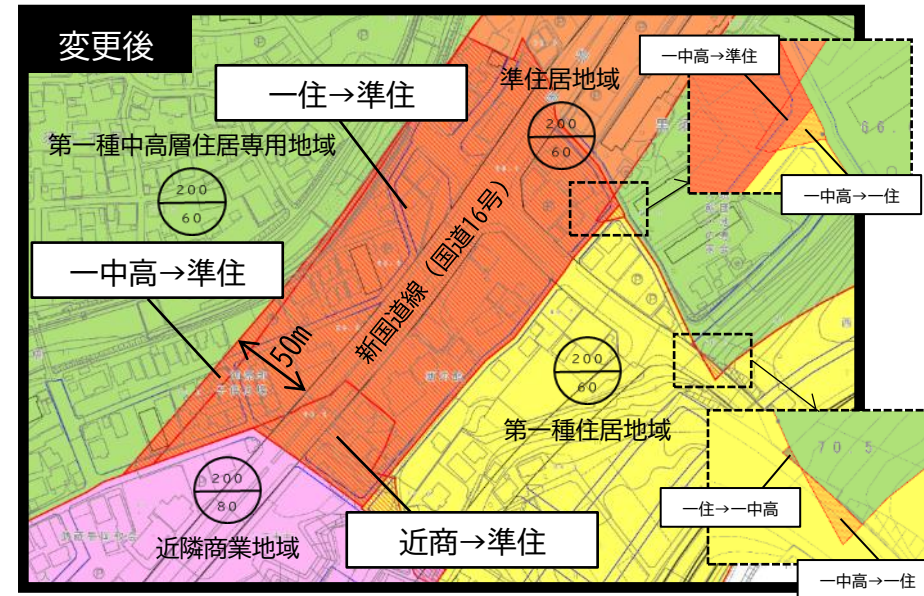 変更後
一住→準住
準住居地域
200
60
一中高→準住
66.
一中高→一住
第一種中高層住居専用地域
200
60
一中高→準住
50m
新国道線（国道16号）
200
60
第一種住居地域
70 5
一住→一中高
一中高→一住
200
80
近隣商業地域
近商→準住